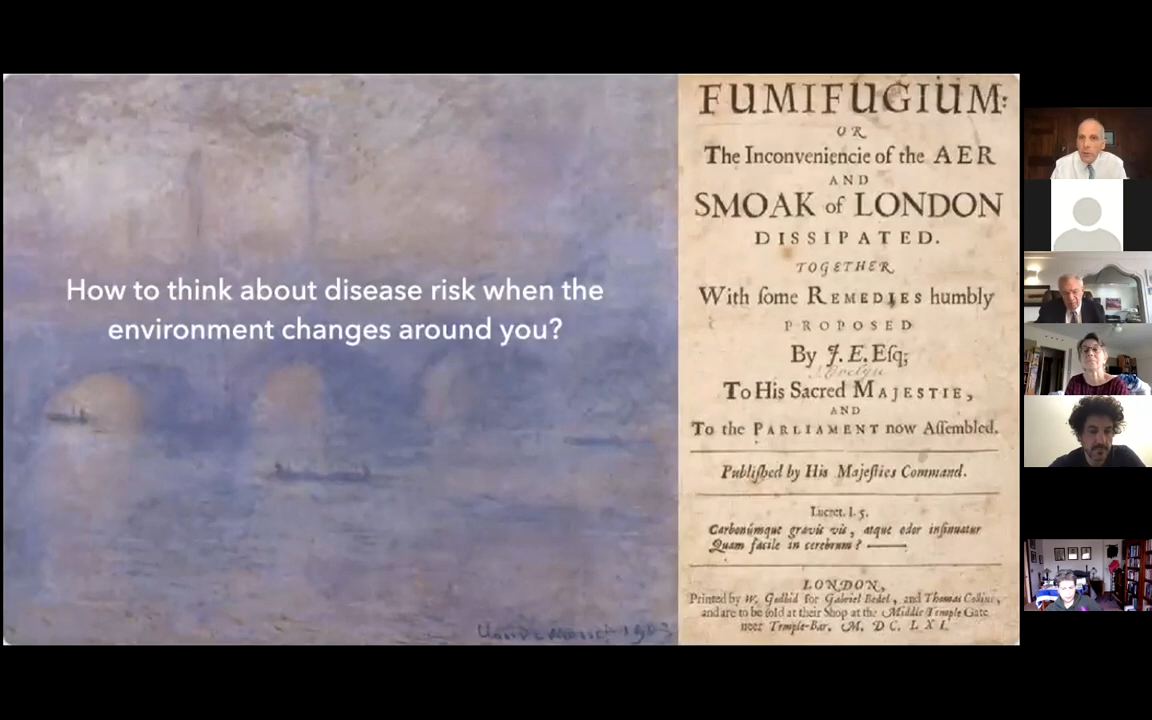 How to think about disease risk when the
environment changes around you?
Claude Monet 1903
FUMIFUGIUM:
OR
The Inconveniencie of the AER
AND
SMOAK of LONDON
DISSIPATED.
TOGETHER
With ſome REMEDIES humbly
PROPOSED
By J. E. Eſq;
J Evelyn
To His Sacred MAJESTIE,
AND
To the PARLIAMENT now Aſſembled.
Publiſhed by His Majeſties Command.
Lucret. l. 5.
Carbonúmque gravis vis, atque odor inſinuatur
Quam facile in cerebrum? ——
LONDON,
Printed by W. Godbid for Gabriel Bedel, and Thomas Collins,
and are to be ſold at their Shop at the Middle Temple Gate
neer Temple-Bar. M. D C. L X I.